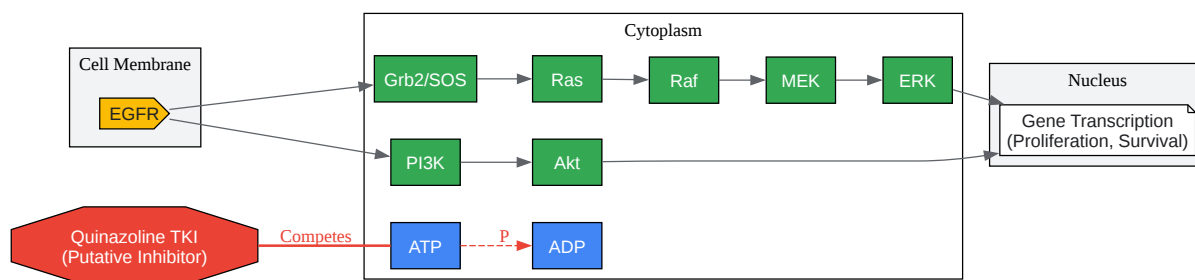 Cytoplasm
Cell Membrane
EGFR
Grb2/SOS
Ras
Raf
MEK
ERK
Nucleus
Gene Transcription
(Proliferation, Survival)
PI3K
Akt
Quinazoline TKI
(Putative Inhibitor)
Competes
ATP
P
ADP